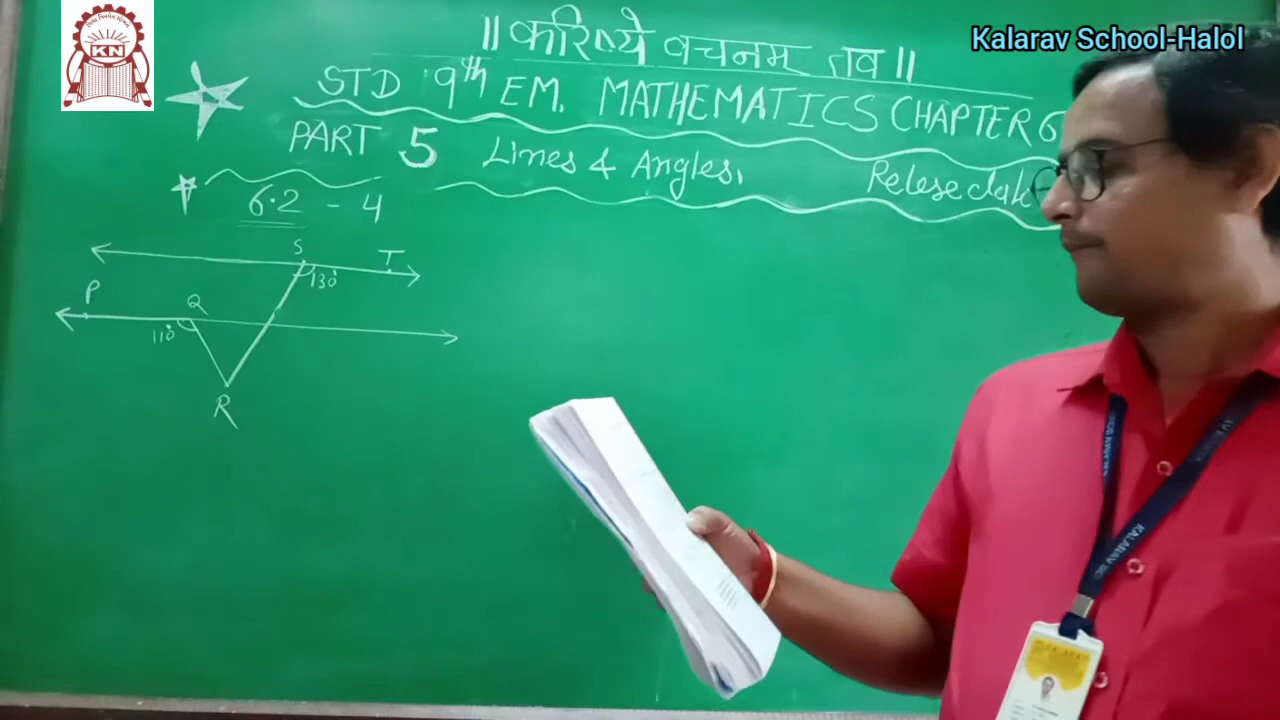 Kalarav School-Halol
KN
॥ करिष्ये वचनम् तव ॥
STD 9th EM. MATHEMATICS CHAPTER 6
PART 5 Lines & Angles.
Relese date
6.2 - 4
S T
130°
P Q
110°
R